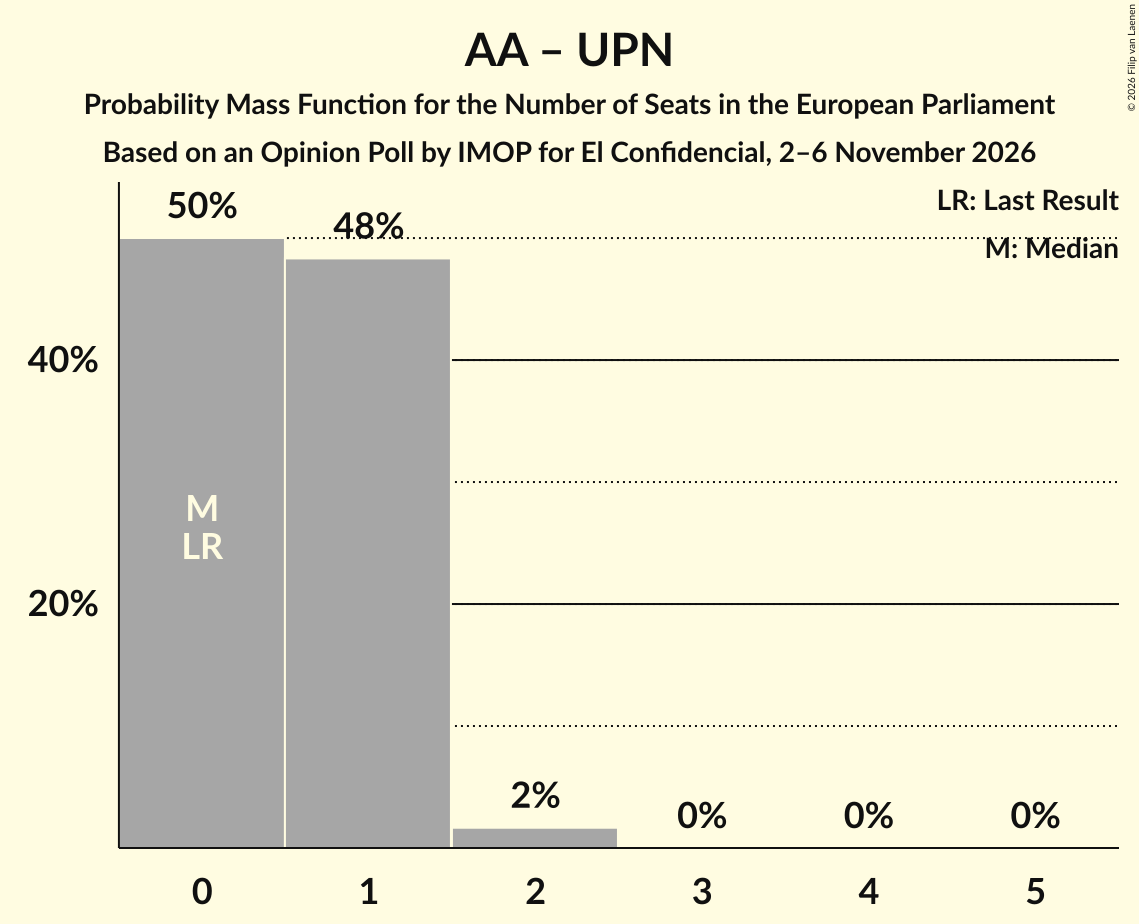 AA – UPN
Probability Mass Function for the Number of Seats in the European Parliament
Based on an Opinion Poll by IMOP for El Confidencial, 2–6 November 2026
© 2026 Filip van Laenen
LR: Last Result
M: Median
50%
48%
40%
M
LR
20%
2%
0%
0%
0%
0
1
2
3
4
5